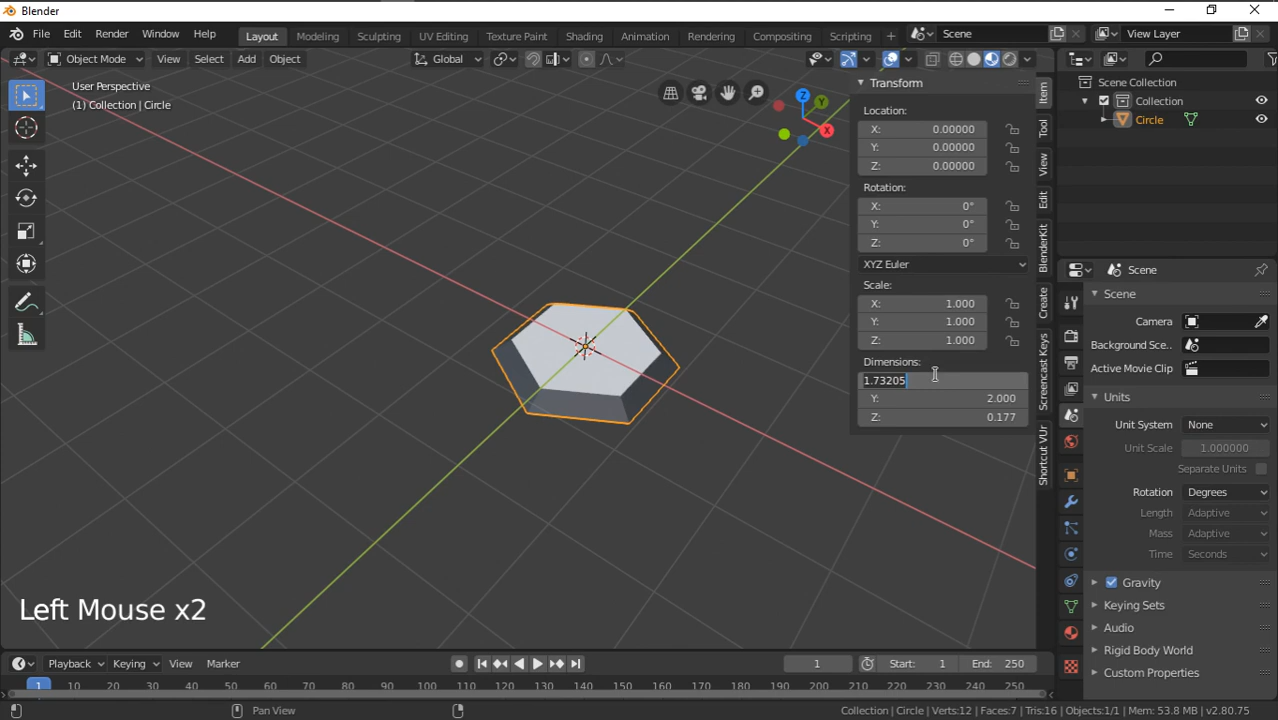 Blender
File Edit Render Window Help Layout Modeling Sculpting UV Editing Texture Paint Shading Animation Rendering Compositing Scripting + Scene View Layer
Object Mode View Select Add Object Global
User Perspective
(1) Collection | Circle
Z
Y
X
Transform
Location:
X: 0.00000
Y: 0.00000
Z: 0.00000
Rotation:
X: 0°
Y: 0°
Z: 0°
XYZ Euler
Scale:
X: 1.000
Y: 1.000
Z: 1.000
Dimensions:
1.73205
Y: 2.000
Z: 0.177
Item
Tool
View
Edit
BlenderKit
Create
Screencast Keys
Shortcut VUr
Scene Collection
Collection
Circle
Scene
Scene
Camera
Background Sce..
Active Movie Clip
Units
Unit System None
Unit Scale 1.000000
Separate Units
Rotation Degrees
Length Adaptive
Mass Adaptive
Time Seconds
Gravity
Keying Sets
Audio
Rigid Body World
Custom Properties
Left Mouse x2
Playback Keying View Marker 1 Start: 1 End: 250
1 10 20 30 40 50 60 70 80 90 100 110 120 130 140 150 160 170 180 190 200 210 220 230 240 250
Pan View Collection | Circle | Verts:12 | Faces:7 | Tris:16 | Objects:1/1 | Mem: 53.8 MB | v2.80.75